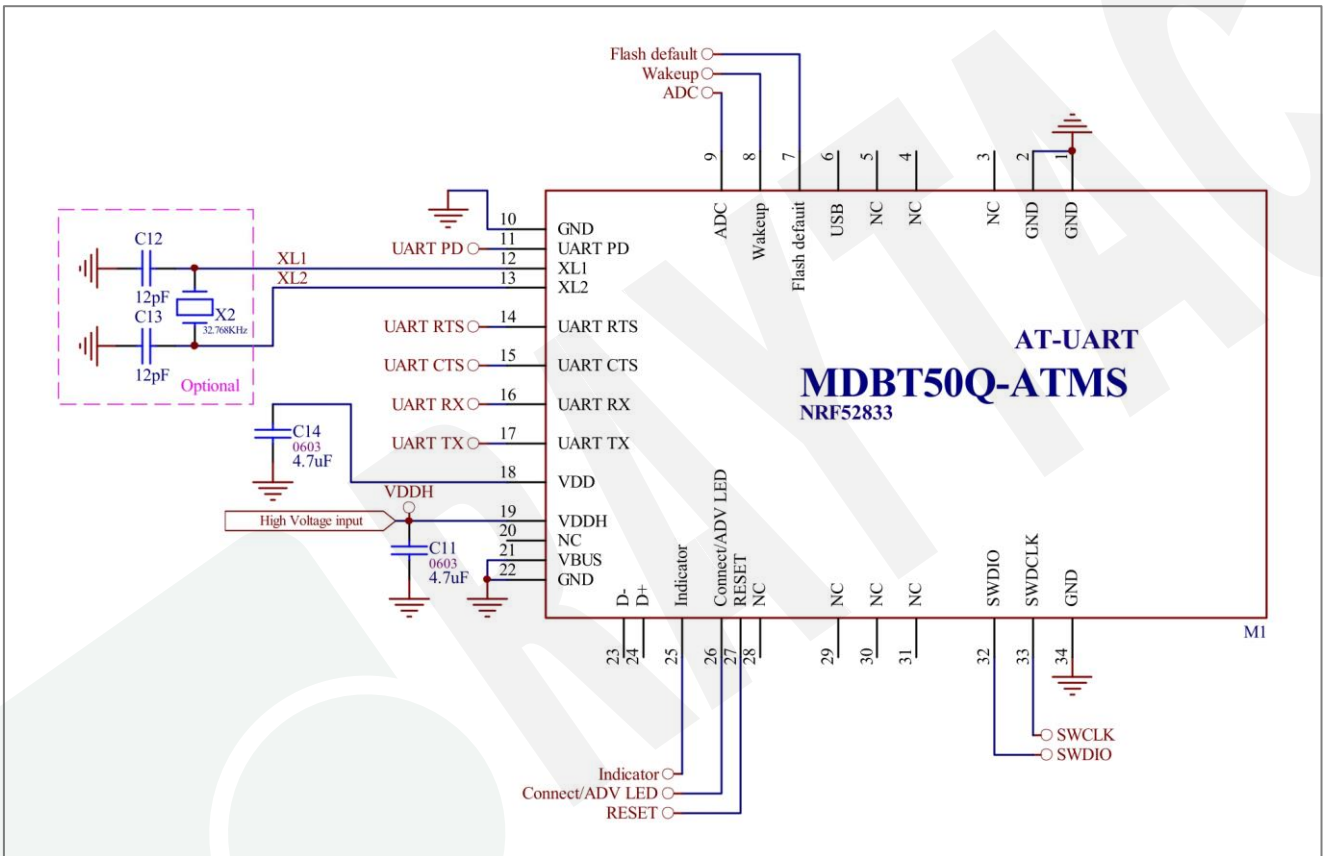 Flash default
Wakeup
ADC
9
8
7
6
5
4
3
2
1
ADC
Wakeup
Flash defauit
USB
NC
NC
NC
GND
GND
10
GND
UART PD
11
UART PD
C12
XL1
12
XL1
XL2
13
XL2
12pF
X2
C13
32.768KHz
UART RTS
14
UART RTS
12pF
Optional
UART CTS
15
UART CTS
AT-UART
MDBT50Q-ATMS
NRF52833
UART RX
16
UART RX
C14
0603
4.7uF
UART TX
17
UART TX
18
VDD
VDDH
High Voltage input
19
VDDH
20
NC
C11
0603
4.7uF
21
VBUS
22
GND
D-
D+
Indicator
Connect/ADV LED
RESET
NC
NC
NC
NC
SWDIO
SWDCLK
GND
M1
23
24
25
26
27
28
29
30
31
32
33
34
SWCLK
SWDIO
Indicator
Connect/ADV LED
RESET
RAYTAC